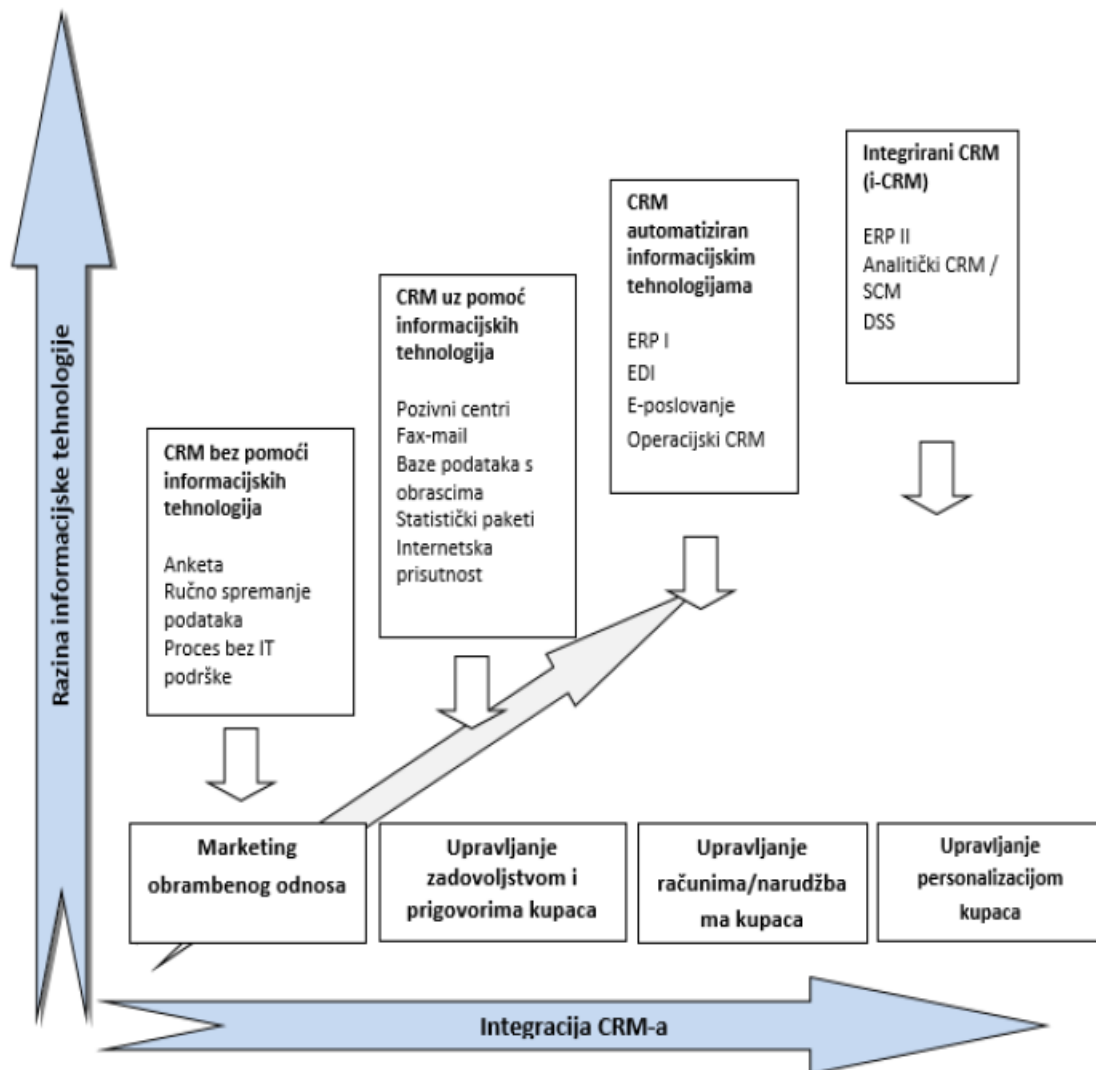 Razina informacijske tehnologije
CRM bez pomoći
informacijskih
tehnologija
Anketa
Ručno spremanje
podataka
Proces bez IT
podrške
CRM uz pomoć
informacijskih
tehnologija
Pozivni centri
Fax-mail
Baze podataka s
obrascima
Statistički paketi
Internetska
prisutnost
CRM
automatiziran
informacijskim
tehnologijama
ERP I
EDI
E-poslovanje
Operacijski CRM
Integrirani CRM
(i-CRM)
ERP II
Analitički CRM /
SCM
DSS
Marketing
obrambenog odnosa
Upravljanje
zadovoljstvom i
prigovorima kupaca
Upravljanje
računima/narudžba
ma kupaca
Upravljanje
personalizacijom
kupaca
Integracija CRM-a